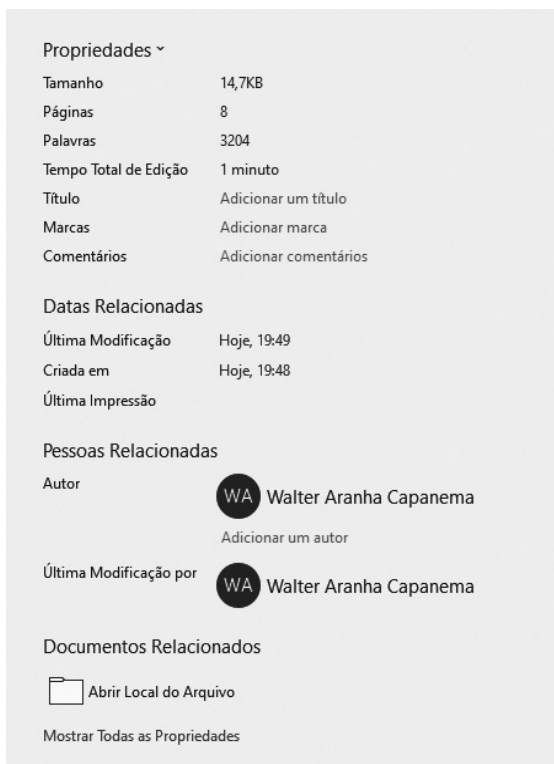 Propriedades
Tamanho 14,7KB
Páginas 8
Palavras 3204
Tempo Total de Edição 1 minuto
Título Adicionar um título
Marcas Adicionar marca
Comentários Adicionar comentários
Datas Relacionadas
Última Modificação Hoje, 19:49
Criada em Hoje, 19:48
Última Impressão
Pessoas Relacionadas
Autor
WA Walter Aranha Capanema
Adicionar um autor
Última Modificação por
WA Walter Aranha Capanema
Documentos Relacionados
Abrir Local do Arquivo
Mostrar Todas as Propriedades